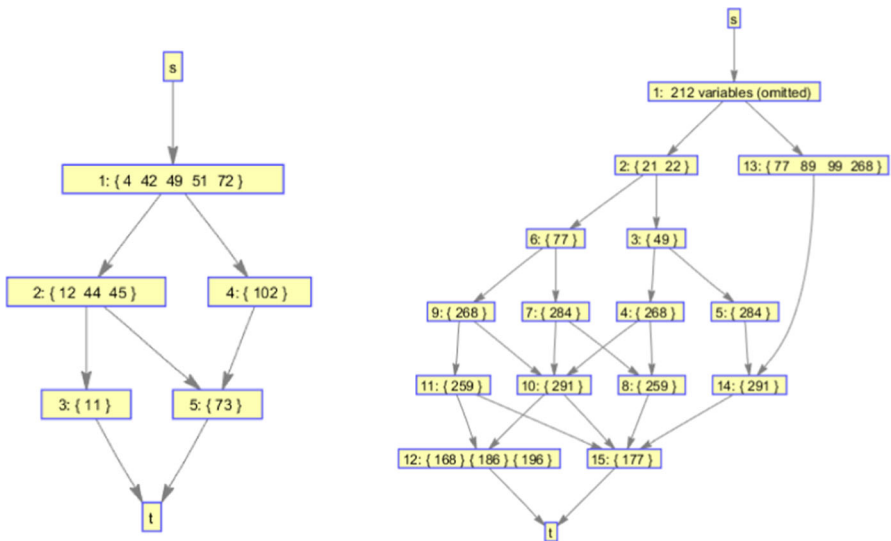 s
1: { 4 42 49 51 72 }
2: { 12 44 45 }
4: { 102 }
3: { 11 }
5: { 73 }
t
s
1: 212 variables (omitted)
2: { 21 22 }
13: { 77 89 99 268 }
6: { 77 }
3: { 49 }
9: { 268 }
7: { 284 }
4: { 268 }
5: { 284 }
11: { 259 }
10: { 291 }
8: { 259 }
14: { 291 }
12: { 168 } { 186 } { 196 }
15: { 177 }
t